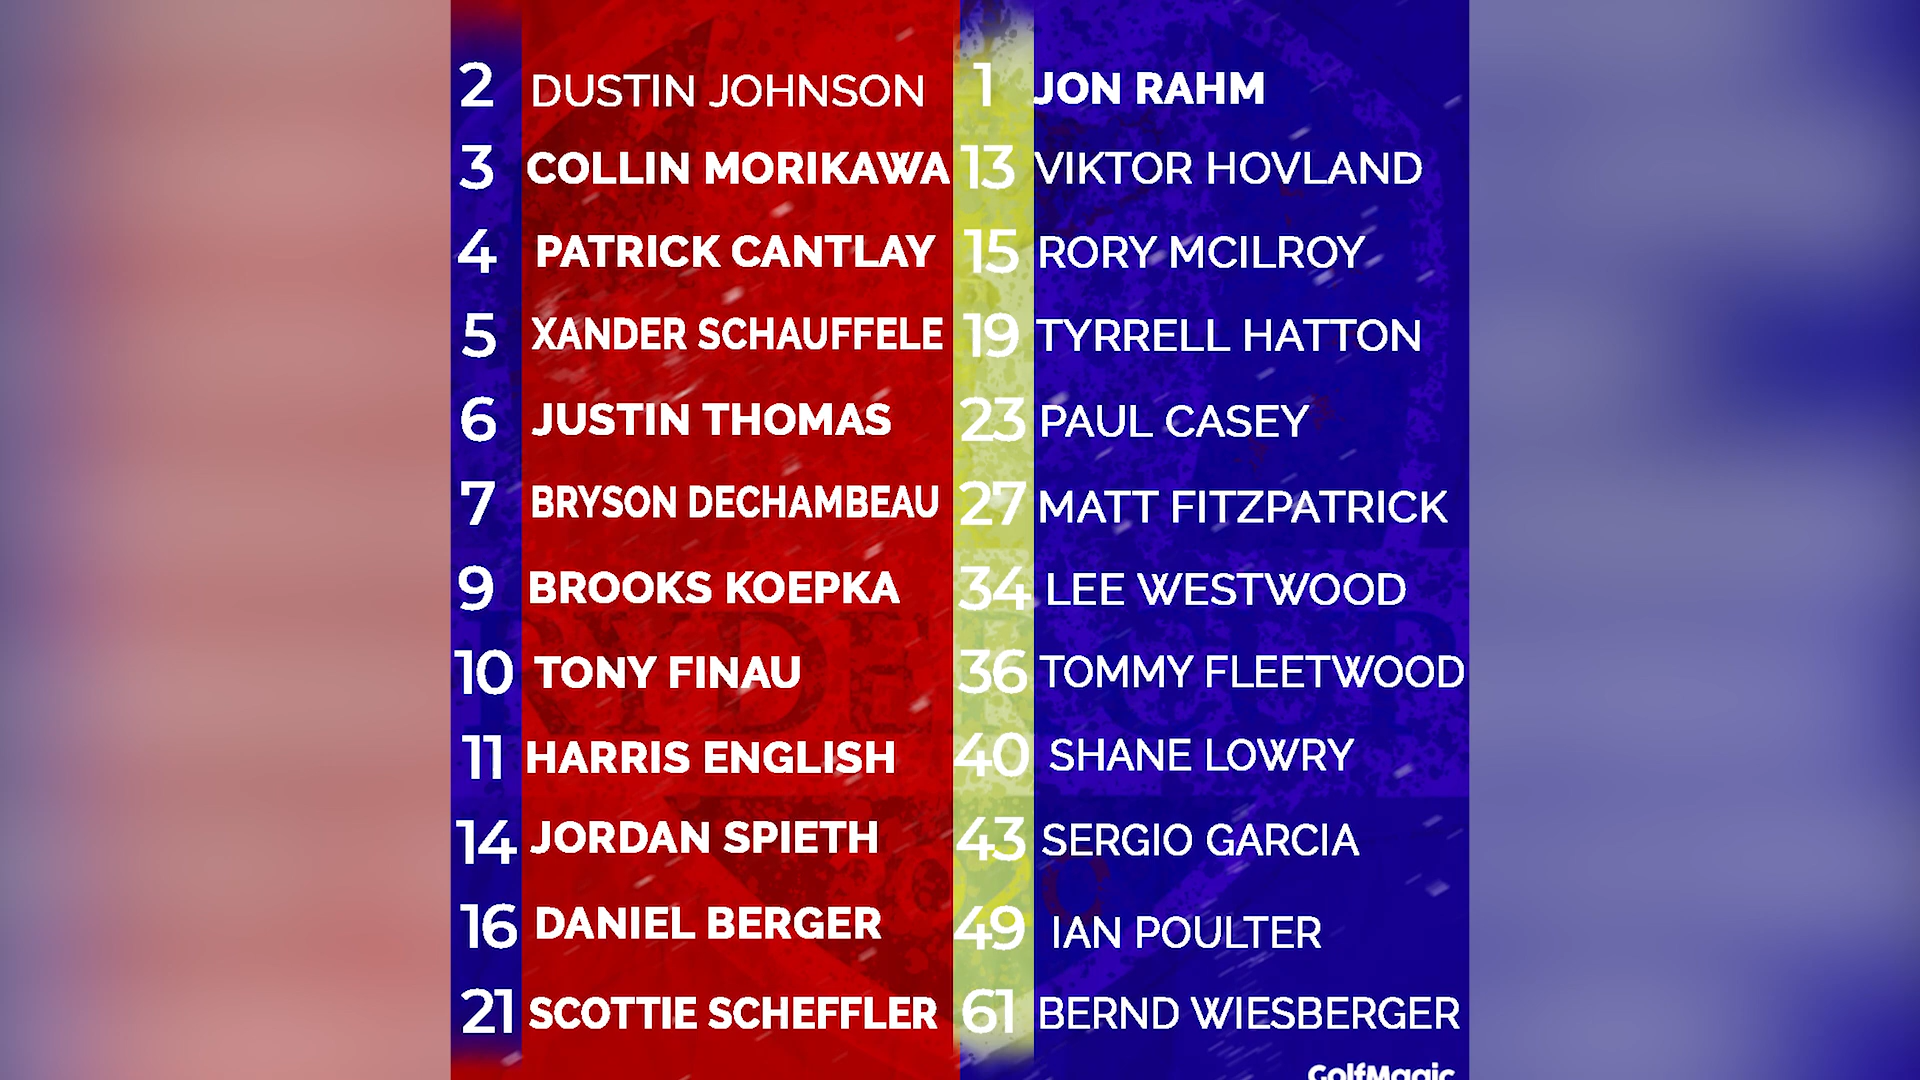 2 DUSTIN JOHNSON 1 JON RAHM
3 COLLIN MORIKAWA 13 VIKTOR HOVLAND
4 PATRICK CANTLAY 15 RORY MCILROY
5 XANDER SCHAUFFELE 19 TYRRELL HATTON
6 JUSTIN THOMAS 23 PAUL CASEY
7 BRYSON DECHAMBEAU 27 MATT FITZPATRICK
9 BROOKS KOEPKA 34 LEE WESTWOOD
10 TONY FINAU 36 TOMMY FLEETWOOD
11 HARRIS ENGLISH 40 SHANE LOWRY
14 JORDAN SPIETH 43 SERGIO GARCIA
16 DANIEL BERGER 49 IAN POULTER
21 SCOTTIE SCHEFFLER 61 BERND WIESBERGER
GolfMagic
RYDER CUP